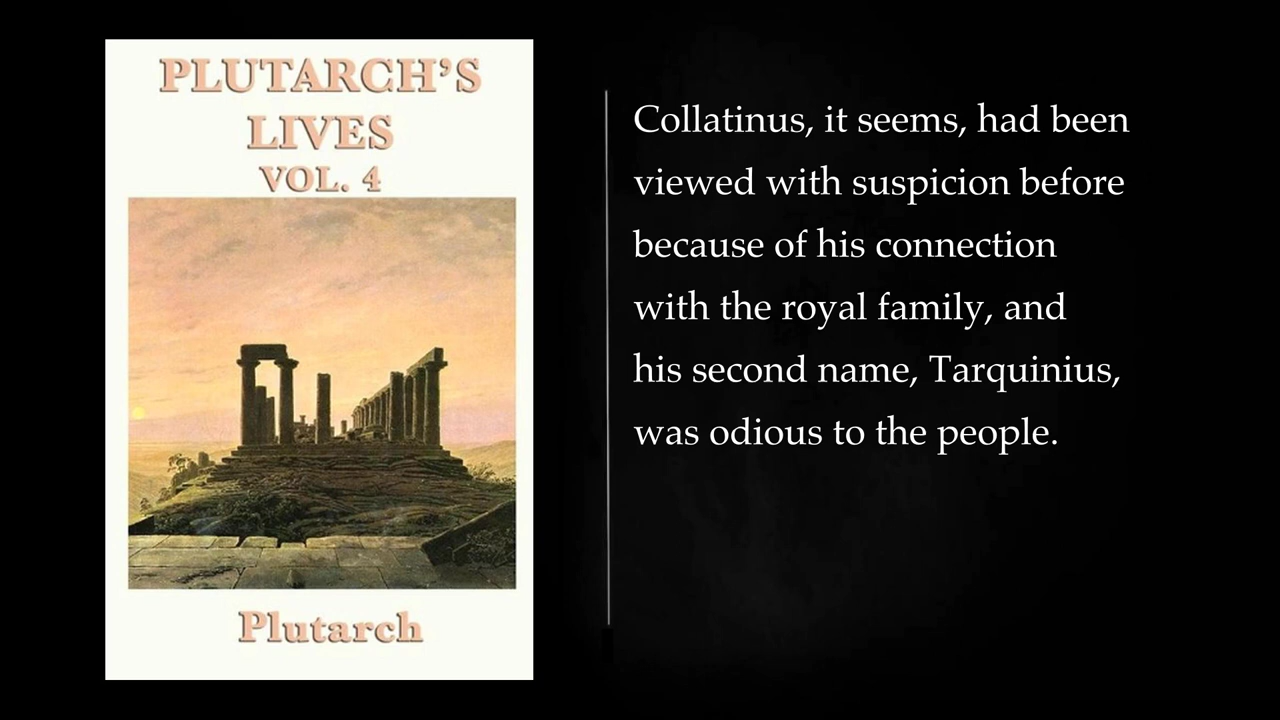 PLUTARCH'S
LIVES
VOL. 4
Plutarch
Collatinus, it seems, had been
viewed with suspicion before
because of his connection
with the royal family, and
his second name, Tarquinius,
was odious to the people.